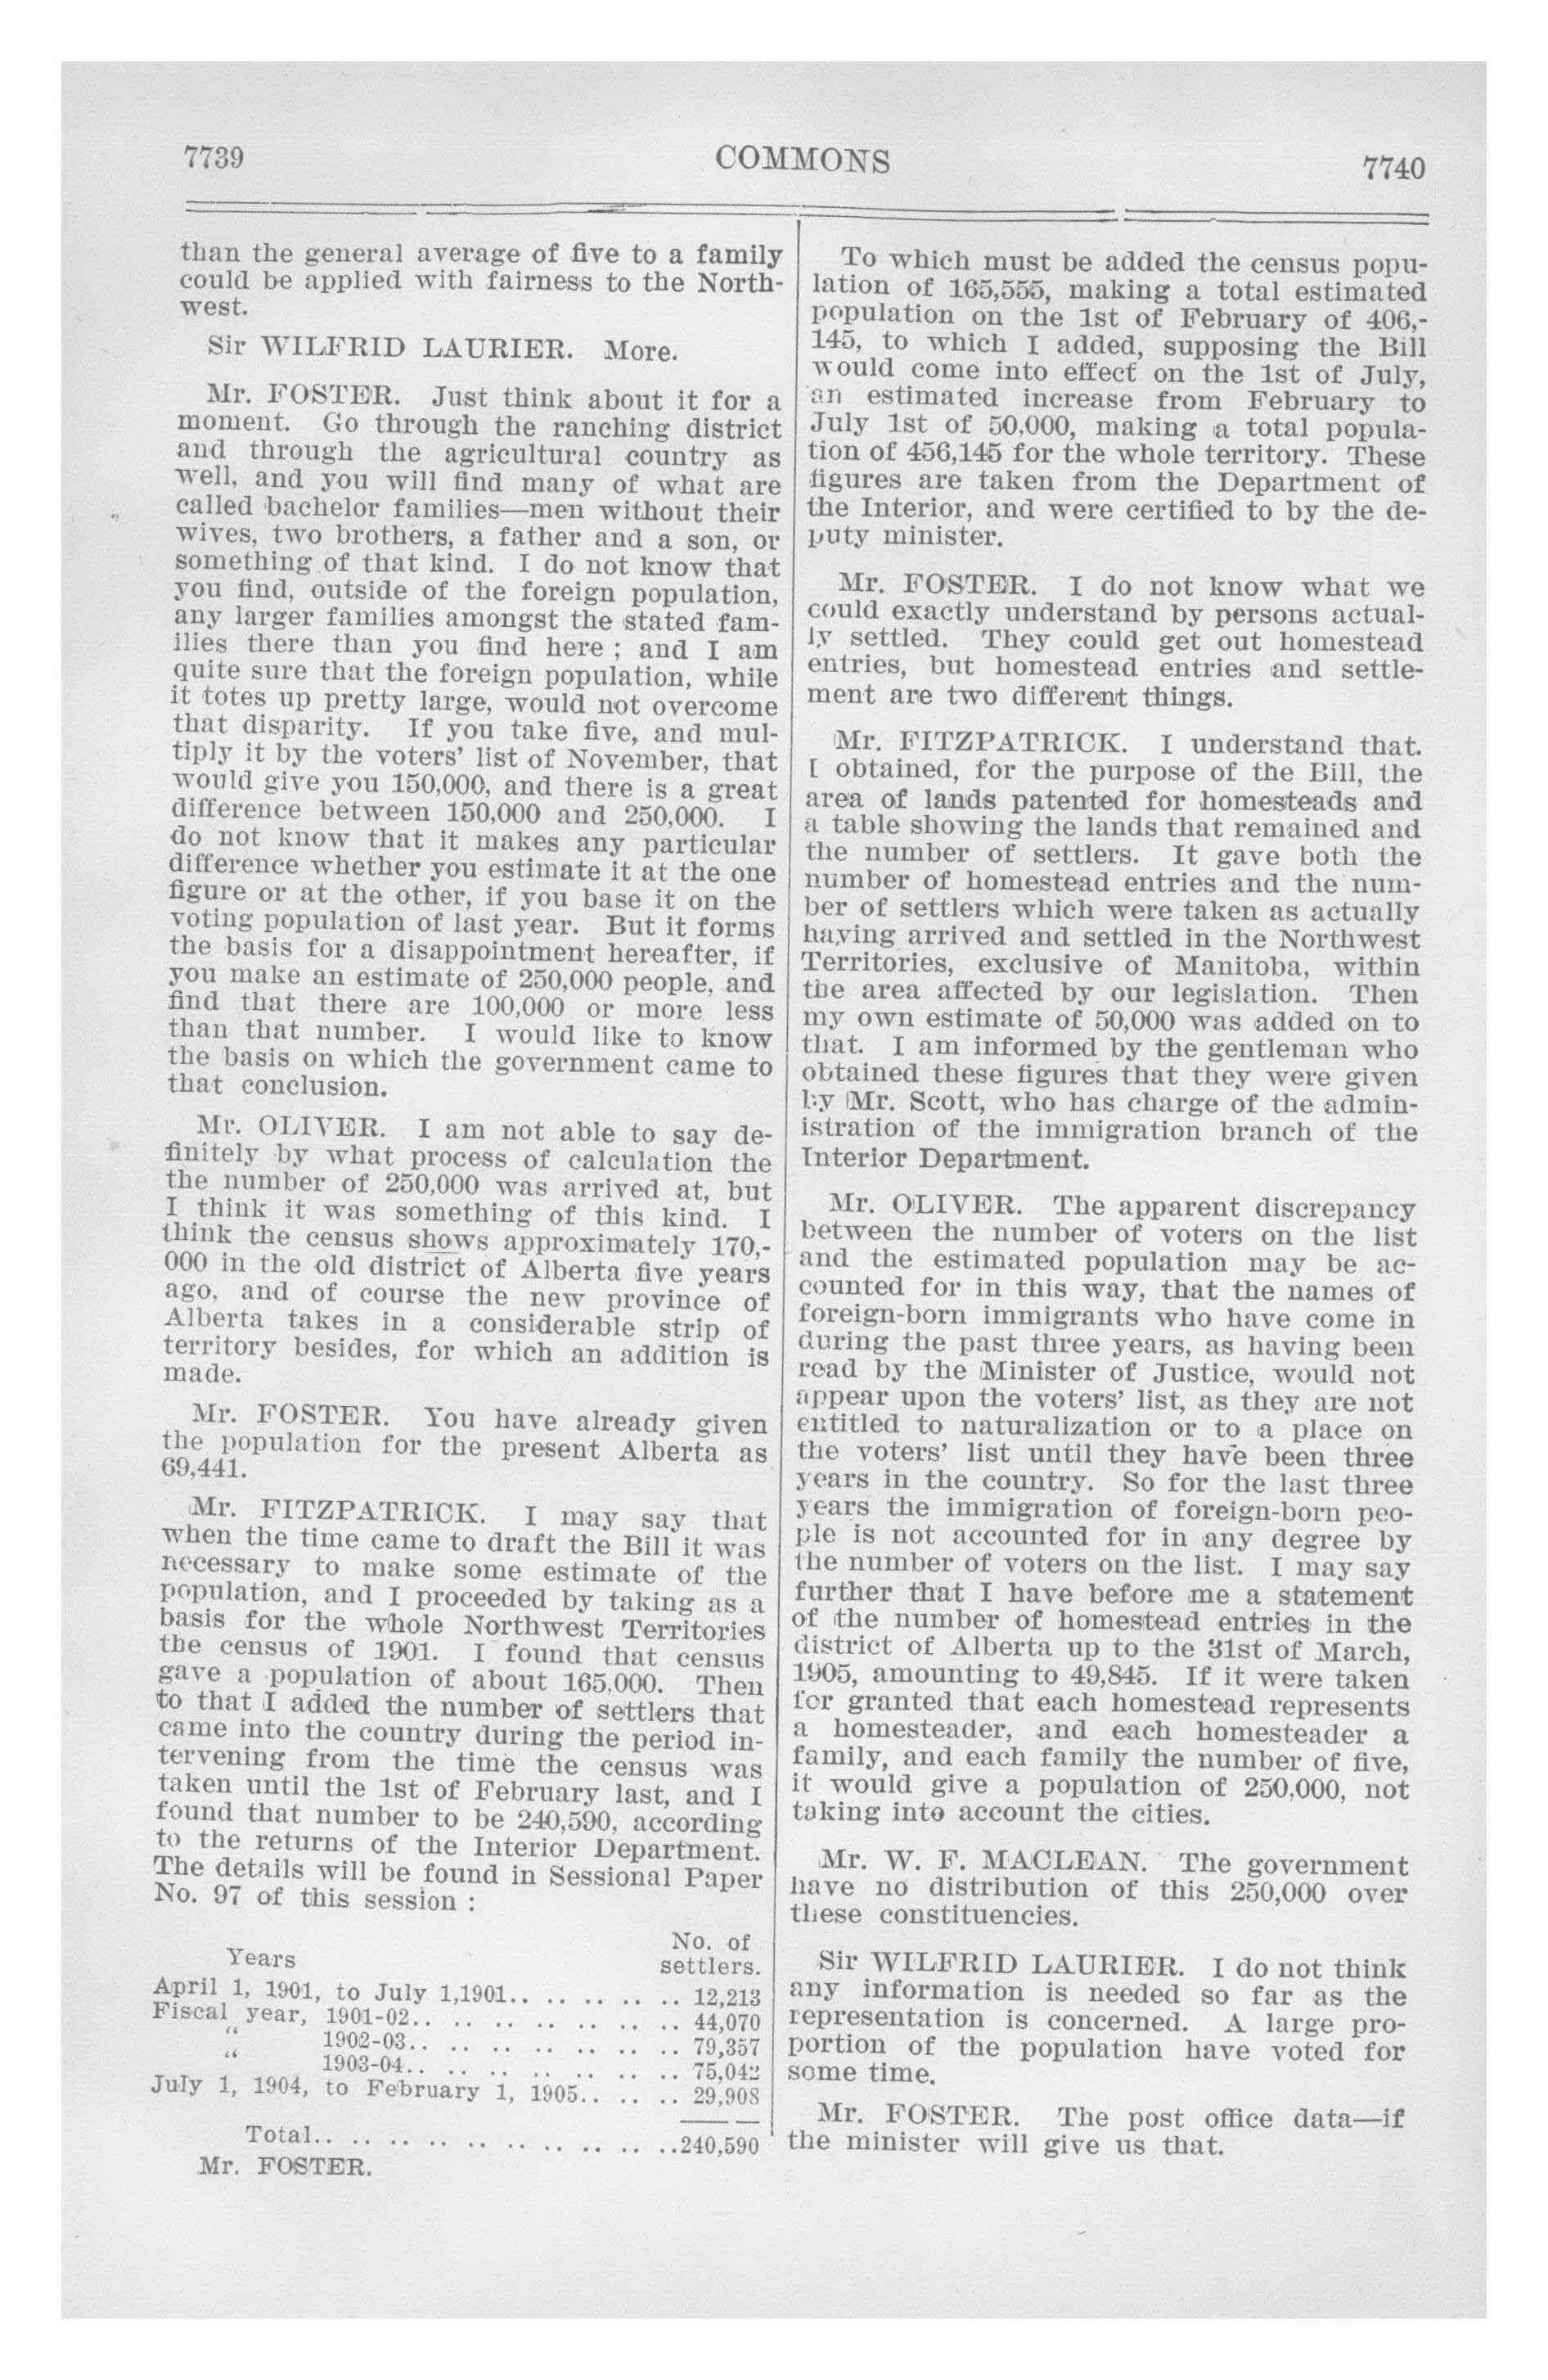 7739
COMMONS
7740
than the general average of five to a family
could be applied with fairness to the North-
west.
Sir WILFRID LAURIER. More.
Mr. FOSTER. Just think about it for a
moment. Go through the ranching district
and through the agricultural country as
well, and you will find many of what are
called bachelor families—men without their
wives, two brothers, a father and a son, or
something of that kind. I do not know that
you find, outside of the foreign population,
any larger families amongst the stated fam-
ilies there than you find here ; and I am
quite sure that the foreign population, while
it totes up pretty large, would not overcome
that disparity. If you take five, and mul-
tiply it by the voters' list of November, that
would give you 150,000, and there is a great
difference between 150,000 and 250,000. I
do not know that it makes any particular
difference whether you estimate it at the one
figure or at the other, if you base it on the
voting population of last year. But it forms
the basis for a disappointment hereafter, if
you make an estimate of 250,000 people, and
find that there are 100,000 or more less
than that number. I would like to know
the basis on which the government came to
that conclusion.
Mr. OLIVER. I am not able to say de-
finitely by what process of calculation the
the number of 250,000 was arrived at, but
I think it was something of this kind. I
think the census shows approximately 170,-
000 in the old district of Alberta five years
ago, and of course the new province of
Alberta takes in a considerable strip of
territory besides, for which an addition is
made.
Mr. FOSTER. You have already given
the population for the present Alberta as
69,441.
Mr. FITZPATRICK. I may say that
when the time came to draft the Bill it was
necessary to make some estimate of the
population, and I proceeded by taking as a
basis for the whole Northwest Territories
the census of 1901. I found that census
gave a population of about 165,000. Then
to that I added the number of settlers that
came into the country during the period in-
tervening from the time the census was
taken until the 1st of February last, and I
found that number to be 240,590, according
to the returns of the Interior Department.
The details will be found in Sessional Paper
No. 97 of this session :
No. of
Years settlers.
April 1, 1901, to July 1,1901.. .. .. .. .. 12,213
Fiscal year, 1901-02.. .. .. .. .. .. .. 44,070
“ 1902-03.. .. .. .. .. .. .. 79,357
“ 1903-04.. .. .. .. .. .. .. 75,042
July 1, 1904, to February 1, 1905.. .. .. 29,908
Total.. .. .. .. .. .. .. .. .. ..240,590
Mr. FOSTER.
To which must be added the census popu-
lation of 165,555, making a total estimated
population on the 1st of February of 406,-
145, to which I added, supposing the Bill
would come into effect on the 1st of July,
an estimated increase from February to
July 1st of 50,000, making a total popula-
tion of 456,145 for the whole territory. These
figures are taken from the Department of
the Interior, and were certified to by the de-
puty minister.
Mr. FOSTER. I do not know what we
could exactly understand by persons actual-
ly settled. They could get out homestead
entries, but homestead entries and settle-
ment are two different things.
Mr. FITZPATRICK. I understand that.
I obtained, for the purpose of the Bill, the
area of lands patented for homesteads and
a table showing the lands that remained and
the number of settlers. It gave both the
number of homestead entries and the num-
ber of settlers which were taken as actually
having arrived and settled in the Northwest
Territories, exclusive of Manitoba, within
the area affected by our legislation. Then
my own estimate of 50,000 was added on to
that. I am informed by the gentleman who
obtained these figures that they were given
by Mr. Scott, who has charge of the admin-
istration of the immigration branch of the
Interior Department.
Mr. OLIVER. The apparent discrepancy
between the number of voters on the list
and the estimated population may be ac-
counted for in this way, that the names of
foreign-born immigrants who have come in
during the past three years, as having been
read by the Minister of Justice, would not
appear upon the voters' list, as they are not
entitled to naturalization or to a place on
the voters' list until they have been three
years in the country. So for the last three
years the immigration of foreign-born peo-
ple is not accounted for in any degree by
the number of voters on the list. I may say
further that I have before me a statement
of the number of homestead entries in the
district of Alberta up to the 31st of March,
1905, amounting to 49,845. If it were taken
for granted that each homestead represents
a homesteader, and each homesteader a
family, and each family the number of five,
it would give a population of 250,000, not
taking into account the cities.
Mr. W. F. MACLEAN. The government
have no distribution of this 250,000 over
these constituencies.
Sir WILFRID LAURIER. I do not think
any information is needed so far as the
representation is concerned. A large pro-
portion of the population have voted for
some time.
Mr. FOSTER. The post office data—if
the minister will give us that.